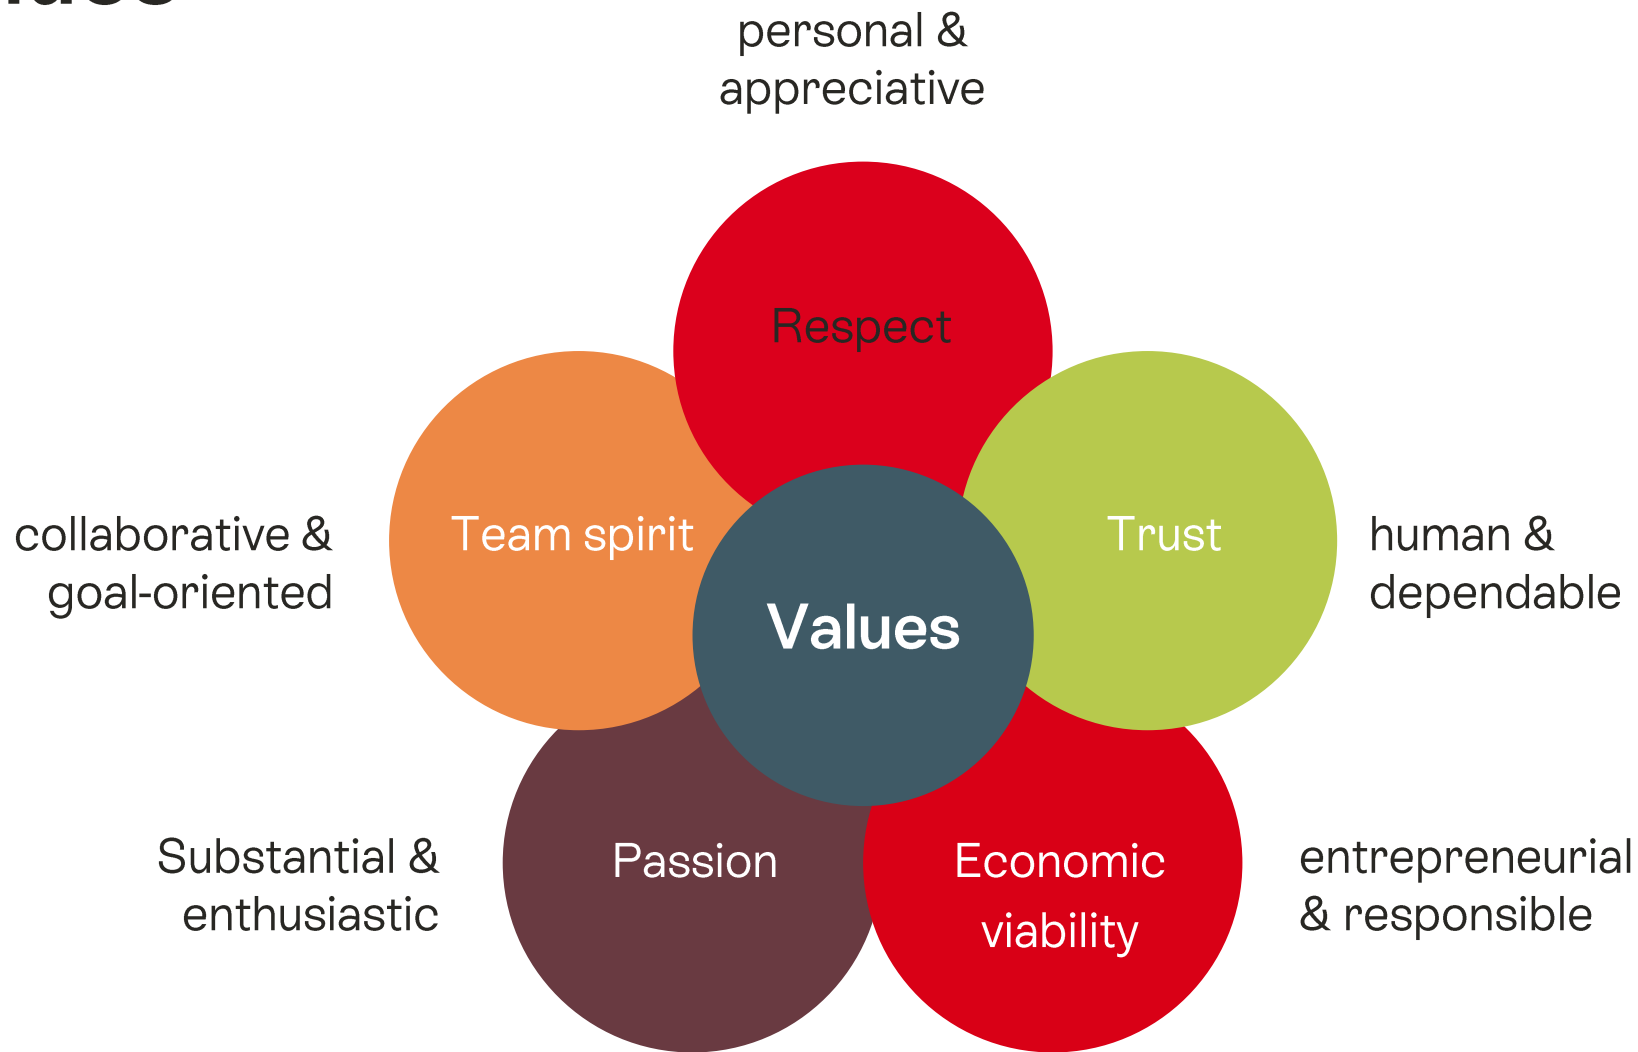 personal &
appreciative
Respect
Team spirit
Trust
collaborative &
goal-oriented
human &
dependable
Values
Substantial &
enthusiastic
Passion
Economic
viability
entrepreneurial
& responsible